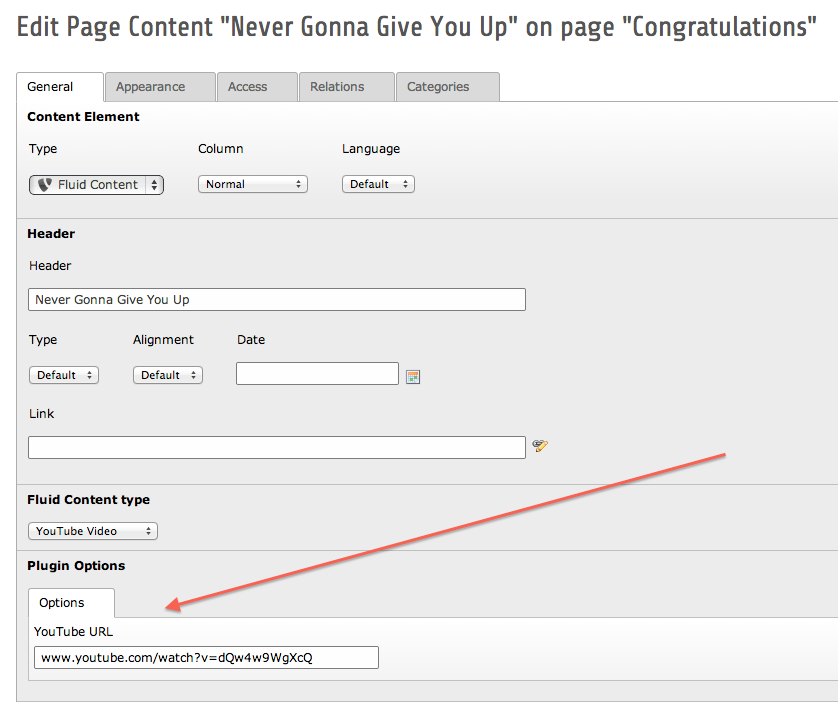 Edit Page Content "Never Gonna Give You Up" on page "Congratulations"
General Appearance Access Relations Categories
Content Element
Type Column Language
Fluid Content Normal Default
Header
Header
Never Gonna Give You Up
Type Alignment Date
Default Default
Link
Fluid Content type
YouTube Video
Plugin Options
Options
YouTube URL
www.youtube.com/watch?v=dQw4w9WgXcQ